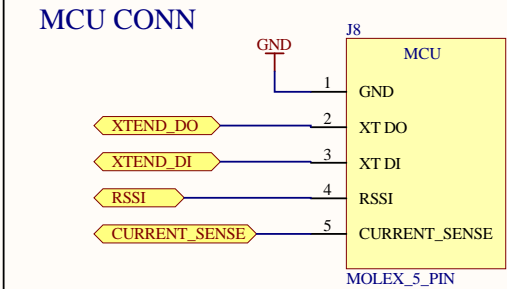 MCU CONN
J8
GND
MCU
1 GND
XTEND_DO 2 XT DO
XTEND_DI 3 XT DI
RSSI 4 RSSI
CURRENT_SENSE 5 CURRENT_SENSE
MOLEX_5_PIN